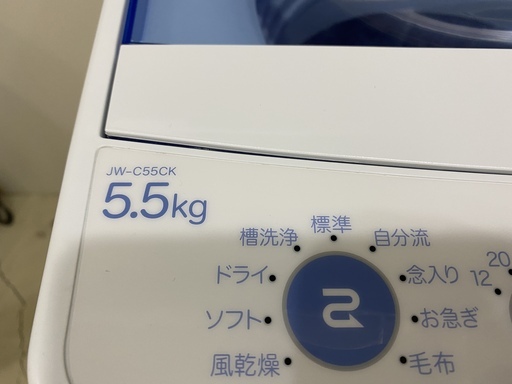 JW-C55CK
5.5kg
標準
槽洗浄
自分流
ドライ
念入り
ソフト
お急ぎ
風乾燥
毛布
20
12